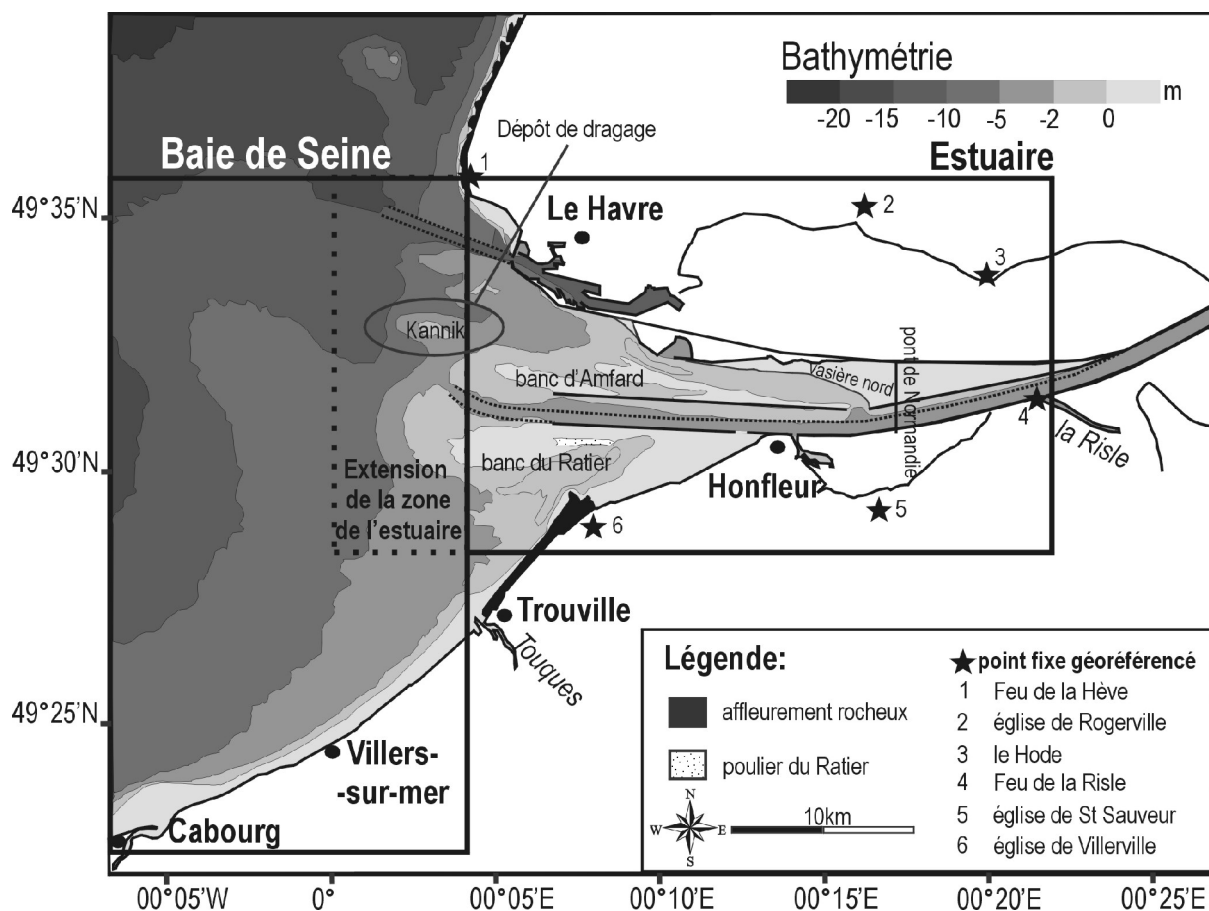 Bathymétrie
m
-20 -15 -10 -5 -2 0
Dépôt de dragage
Baie de Seine
Estuaire
1
2
49°35'N
Le Havre
3
Kannik
pont de Normandie
vasière nord
banc d'Amfard
4
la Risle
49°30'N
banc du Ratier
Extension
de la zone
de l'estuaire
Honfleur
5
6
Trouville
Touques
49°25'N
Villers-
-sur-mer
Cabourg
Légende:
affleurement rocheux
poulier du Ratier
N
W E
S
10km
point fixe géoréférencé
1 Feu de la Hève
2 église de Rogerville
3 le Hode
4 Feu de la Risle
5 église de St Sauveur
6 église de Villerville
00°05'W 0° 00°05'E 00°10'E 00°15'E 00°20'E 00°25'E